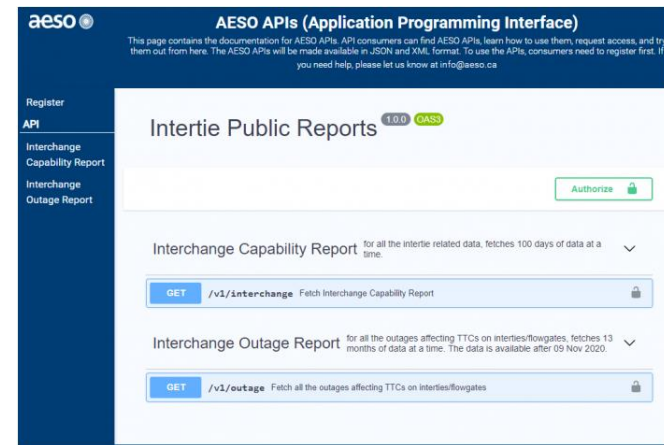 aeso
AESO APIs (Application Programming Interface)
This page contains the documentation for AESO APIs. API consumers can find AESO APIs, learn how to use them, request access, and try
them out from here. The AESO APIs will be made available in JSON and XML format. To use the APIs, consumers need to register first. If
you need help, please let us know at info@aeso.ca
Register
API
Interchange
Capability Report
Interchange
Outage Report
Intertie Public Reports 1.0.0 OAS3
Authorize
Interchange Capability Report for all the intertie related data, fetches 100 days of data at a
time.
GET /v1/interchange Fetch Interchange Capability Report
Interchange Outage Report for all the outages affecting TTCs on interties/flowgates, fetches 13
months of data at a time. The data is available after 09 Nov 2020.
GET /v1/outage Fetch all the outages affecting TTCs on interties/flowgates